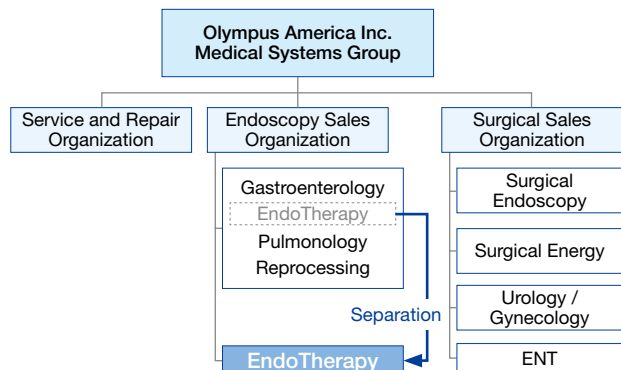 Olympus America Inc.
Medical Systems Group
Service and Repair
Organization
Endoscopy Sales
Organization
Surgical Sales
Organization
Gastroenterology
EndoTherapy
Pulmonology
Reprocessing
Separation
EndoTherapy
Surgical
Endoscopy
Surgical Energy
Urology /
Gynecology
ENT